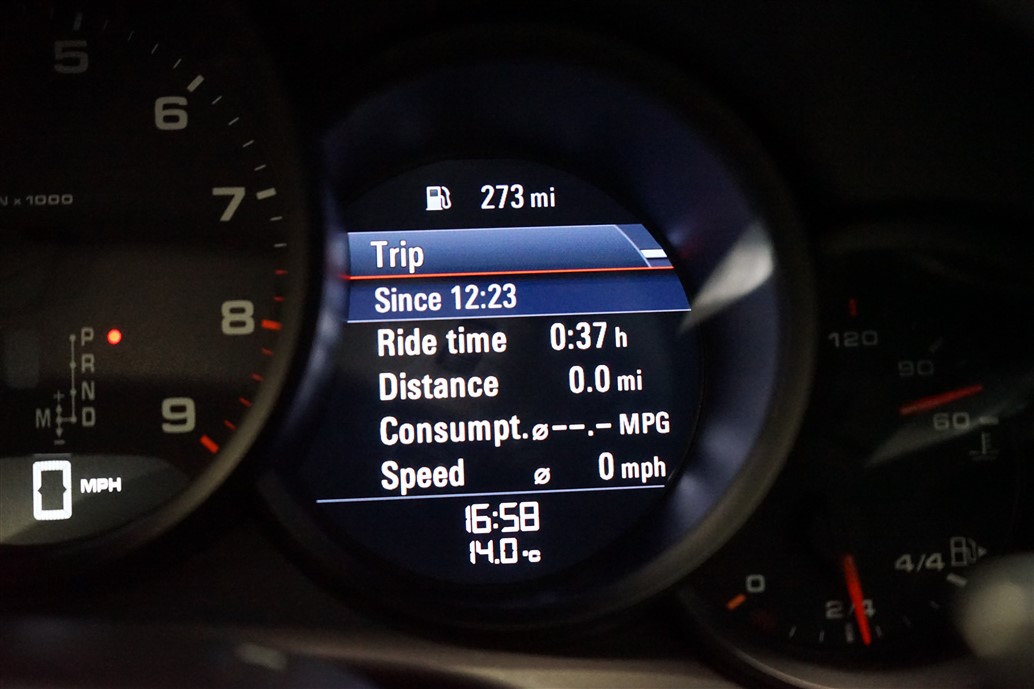 5
6
N x1000
7
8
9
P
R
N
M + D
-
0 MPH
273 mi
Trip
Since 12:23
Ride time 0:37 h
Distance 0.0 mi
Consumpt. ⌀--.- MPG
Speed ⌀ 0 mph
16:58
14.0 °C
120
90
60
0
2/4
4/4